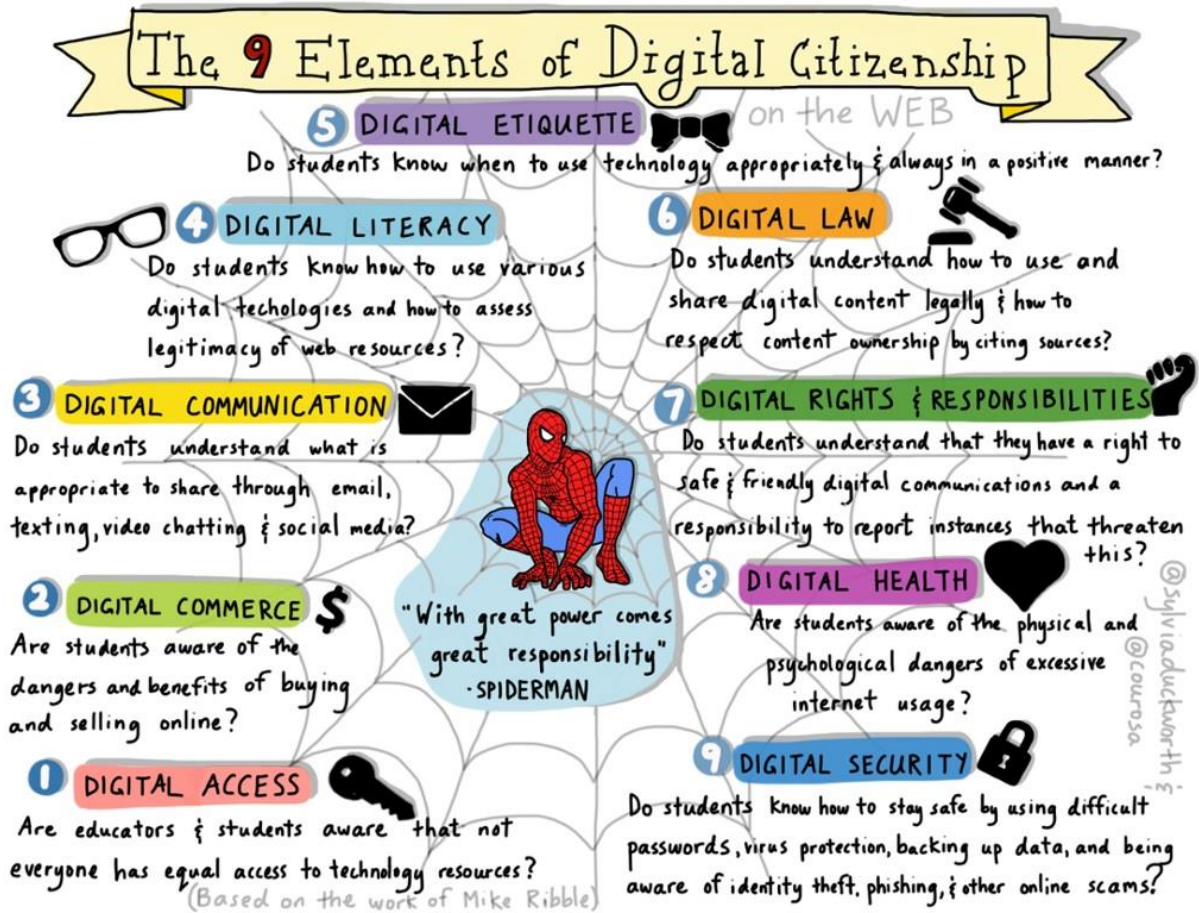 The 9 Elements of Digital Citizenship
on the WEB
5 DIGITAL ETIQUETTE
Do students know when to use technology appropriately & always in a positive manner?
4 DIGITAL LITERACY
Do students know how to use various
digital techologies and how to assess
legitimacy of web resources?
6 DIGITAL LAW
Do students understand how to use and
share digital content legally & how to
respect content ownership by citing sources?
3 DIGITAL COMMUNICATION
Do students understand what is
appropriate to share through email,
texting, video chatting & social media?
7 DIGITAL RIGHTS & RESPONSIBILITIES
Do students understand that they have a right to
safe & friendly digital communications and a
responsibility to report instances that threaten
this?
2 DIGITAL COMMERCE $
Are students aware of the
dangers and benefits of buying
and selling online?
"With great power comes
great responsibility"
- SPIDERMAN
8 DIGITAL HEALTH
Are students aware of the physical and
psychological dangers of excessive
internet usage?
1 DIGITAL ACCESS
Are educators & students aware that not
everyone has equal access to technology resources?
9 DIGITAL SECURITY
Do students know how to stay safe by using difficult
passwords, virus protection, backing up data, and being
aware of identity theft, phishing, & other online scams?
(Based on the work of Mike Ribble)
@sylviaduckworth &
@courosa